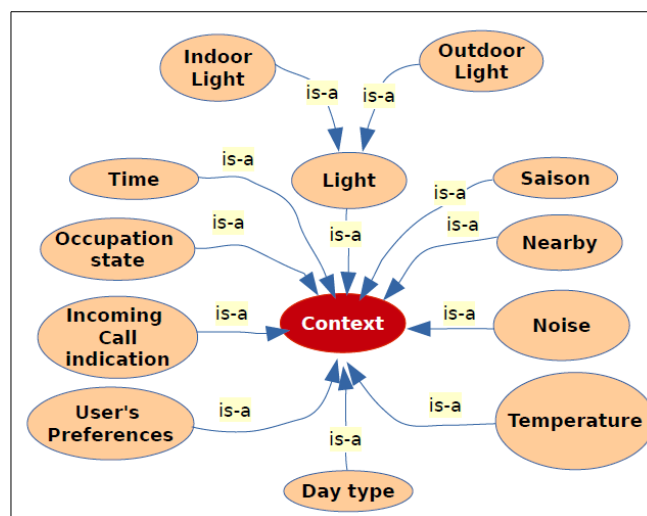 Indoor
Light
Outdoor
Light
is-a
is-a
is-a
Time
Light
is-a
Saison
is-a
is-a
is-a
Occupation
state
Nearby
Incoming
Call
indication
is-a
Context
is-a
Noise
User's
Preferences
is-a
is-a
Temperature
is-a
Day type